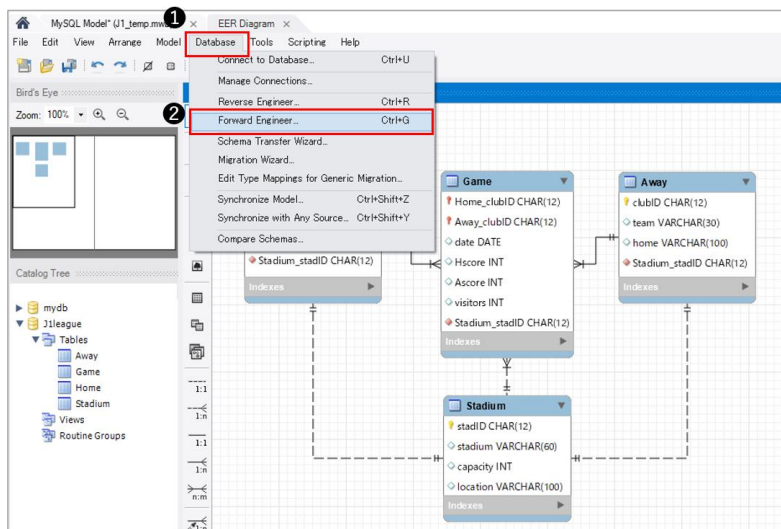 ❶
MySQL Model* (J1_temp.mw
×
EER Diagram ×
File Edit View Arrange Model Database Tools Scripting Help
Connect to Database... Ctrl+U
Manage Connections...
Bird's Eye
Reverse Engineer... Ctrl+R
Zoom: 100%
❷
Forward Engineer... Ctrl+G
Schema Transfer Wizard...
Migration Wizard...
Edit Type Mappings for Generic Migration...
Synchronize Model... Ctrl+Shift+Z
Synchronize with Any Source... Ctrl+Shift+Y
Compare Schemas...
Stadium_stadID CHAR(12)
Indexes
Game
Home_clubID CHAR(12)
Away_clubID CHAR(12)
date DATE
Hscore INT
Ascore INT
visitors INT
Stadium_stadID CHAR(12)
Indexes
Away
clubID CHAR(12)
team VARCHAR(30)
home VARCHAR(100)
Stadium_stadID CHAR(12)
Indexes
Catalog Tree
mydb
J1league
Tables
Away
Game
Home
Stadium
Views
Routine Groups
1:1
1:n
1:1
1:n
n:m
Stadium
stadID CHAR(12)
stadium VARCHAR(60)
capacity INT
location VARCHAR(100)
Indexes